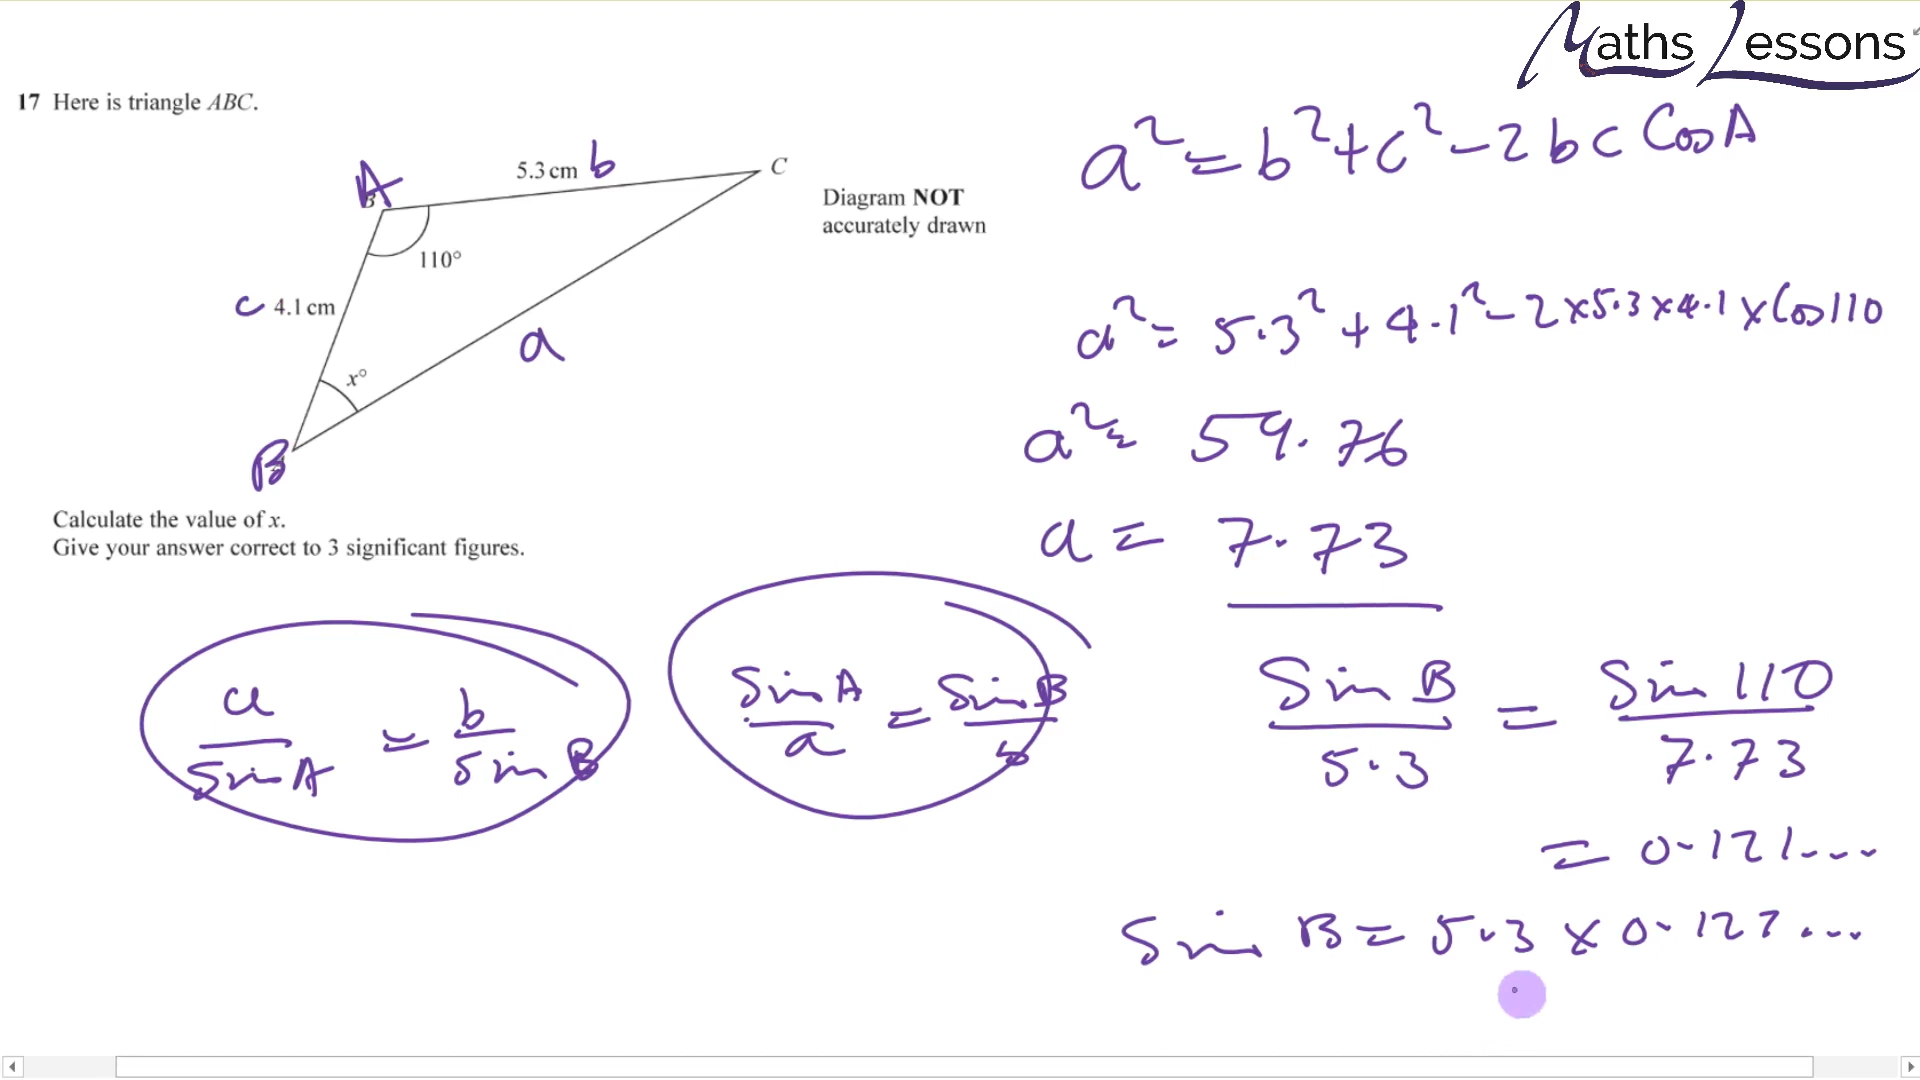 Maths Lessons
17 Here is triangle ABC.
a² = b² + c² - 2bc Cos A
A
5.3 cm b
C
Diagram NOT
accurately drawn
110°
c 4.1 cm
a
x°
B
a² = 5.3² + 4.1² - 2 x 5.3 x 4.1 x Cos 110
a² = 59.76
a = 7.73
Calculate the value of x.
Give your answer correct to 3 significant figures.
a/Sin A = b/Sin B
Sin A/a = Sin B/b
Sin B/5.3 = Sin 110/7.73
= 0.121...
Sin B = 5.3 x 0.121...